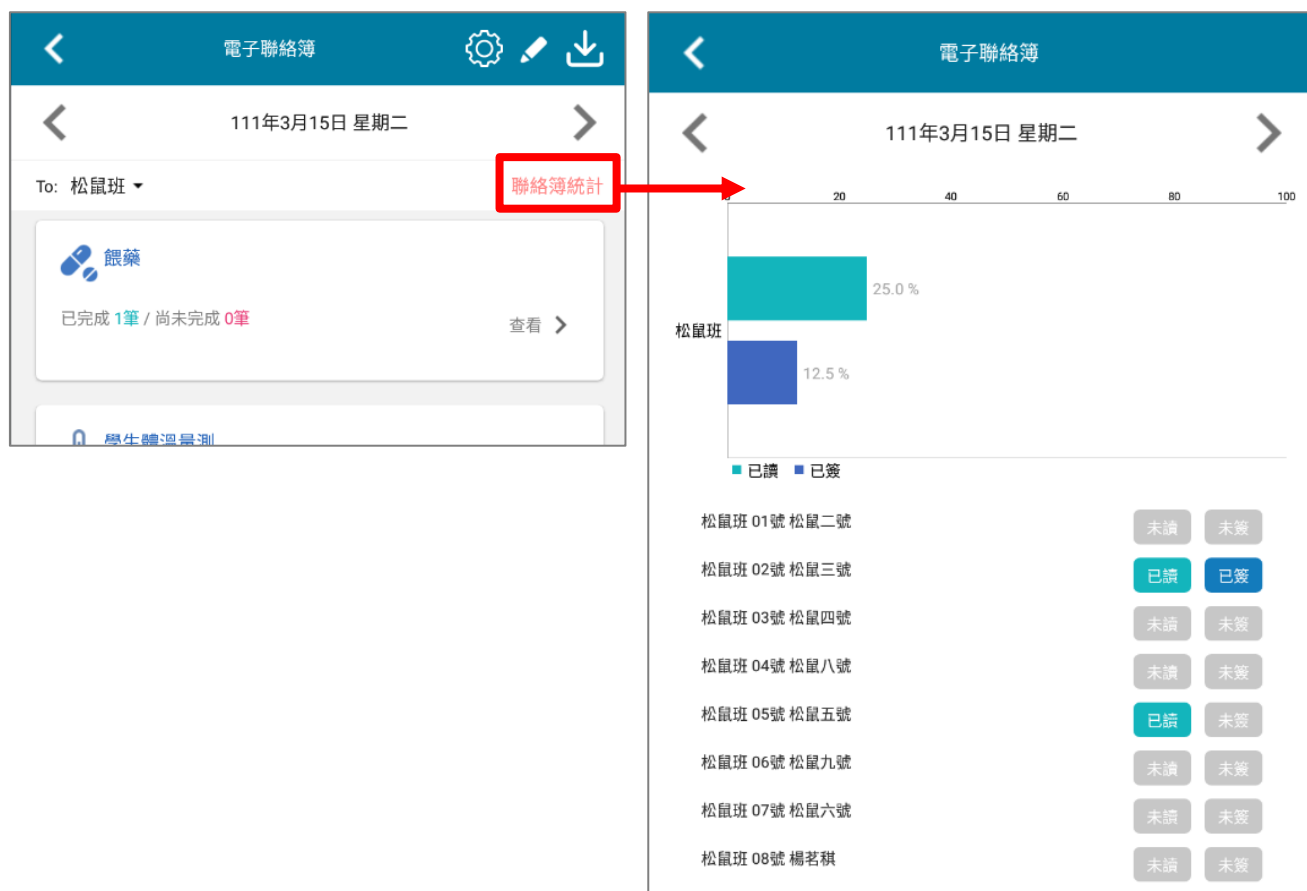 電子聯絡簿
111年3月15日 星期二
To: 松鼠班
聯絡簿統計
餵藥
已完成 1筆 / 尚未完成 0筆
查看
學生體溫量測
電子聯絡簿
111年3月15日 星期二
20 40 60 80 100
25.0 %
松鼠班
12.5 %
已讀 已簽
松鼠班 01號 松鼠二號 未讀 未簽
松鼠班 02號 松鼠三號 已讀 已簽
松鼠班 03號 松鼠四號 未讀 未簽
松鼠班 04號 松鼠八號 未讀 未簽
松鼠班 05號 松鼠五號 已讀 未簽
松鼠班 06號 松鼠九號 未讀 未簽
松鼠班 07號 松鼠六號 未讀 未簽
松鼠班 08號 楊茗稘 未讀 未簽